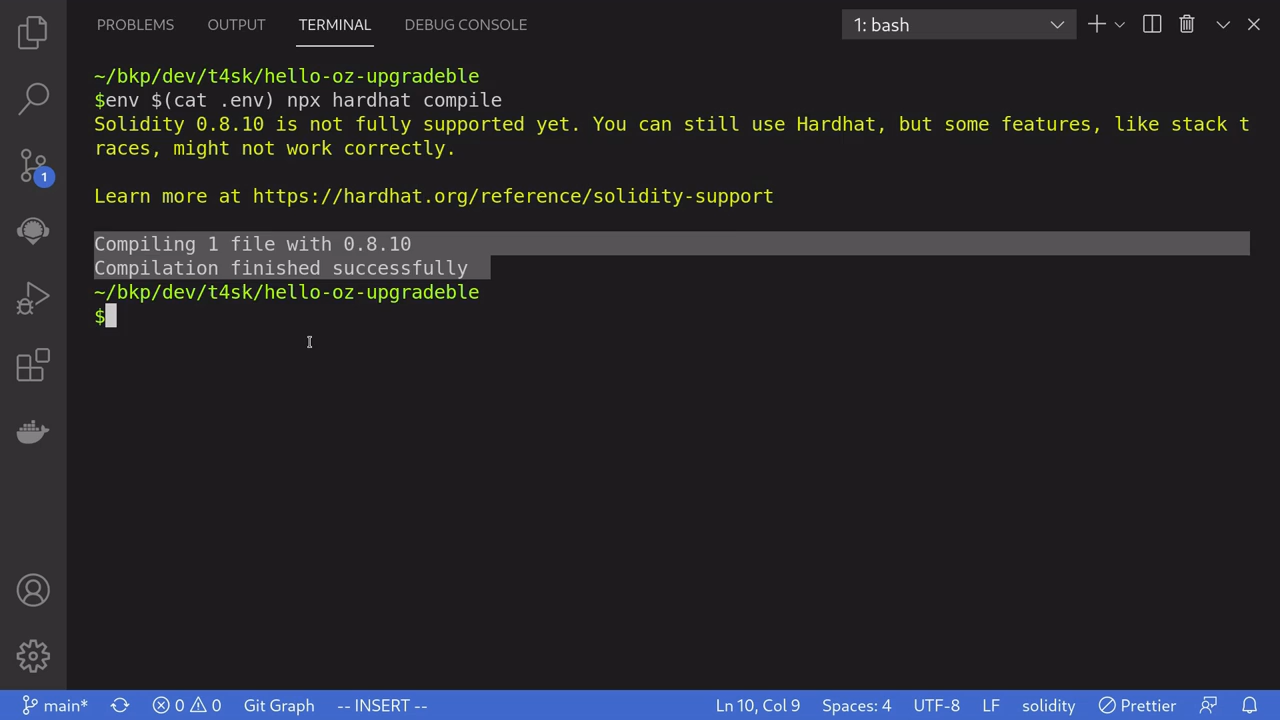 PROBLEMS OUTPUT TERMINAL DEBUG CONSOLE 1: bash
~/bkp/dev/t4sk/hello-oz-upgradeble
$env $(cat .env) npx hardhat compile
Solidity 0.8.10 is not fully supported yet. You can still use Hardhat, but some features, like stack t
races, might not work correctly.
Learn more at https://hardhat.org/reference/solidity-support
Compiling 1 file with 0.8.10
Compilation finished successfully
~/bkp/dev/t4sk/hello-oz-upgradeble
$
1
main* 0 0 Git Graph -- INSERT -- Ln 10, Col 9 Spaces: 4 UTF-8 LF solidity Prettier